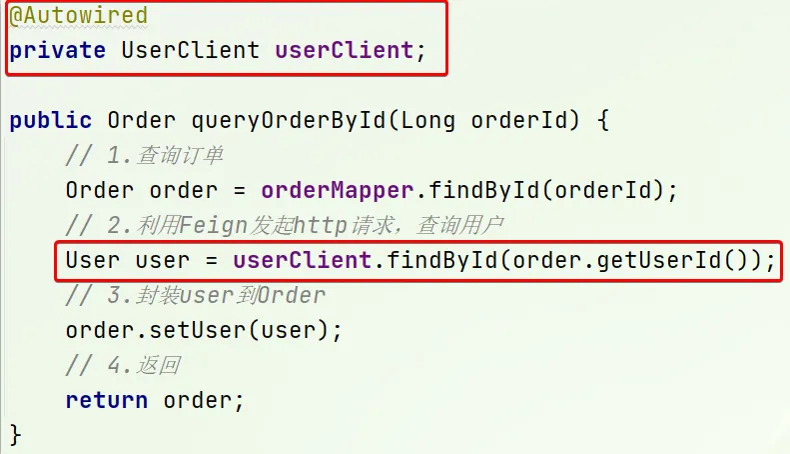 @Autowired
private UserClient userClient;
public Order queryOrderById(Long orderId) {
// 1.查询订单
Order order = orderMapper.findById(orderId);
// 2.利用Feign发起http请求，查询用户
User user = userClient.findById(order.getUserId());
// 3.封装user到Order
order.setUser(user);
// 4.返回
return order;
}